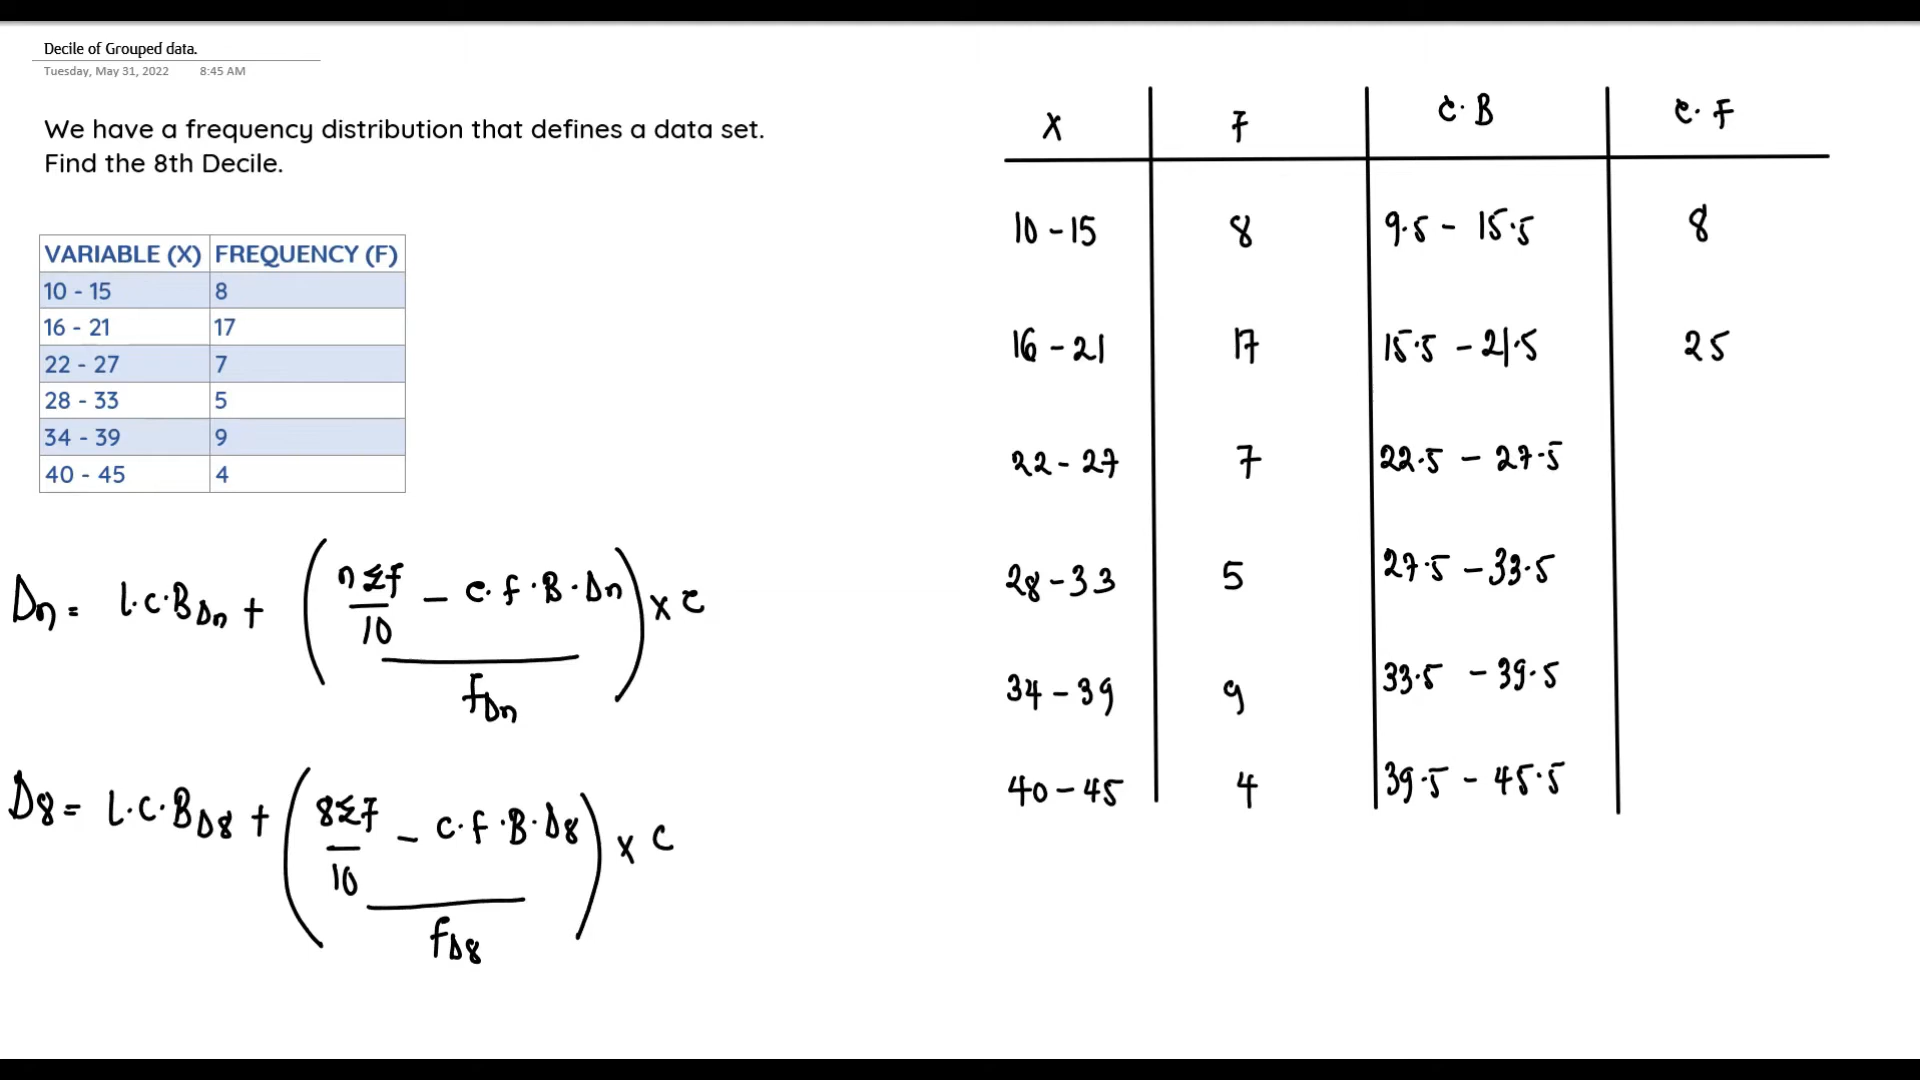 Decile of Grouped data.
Tuesday, May 31, 2022 8:45 AM
We have a frequency distribution that defines a data set.
Find the 8th Decile.
VARIABLE (X) FREQUENCY (F)
10 - 15 8
16 - 21 17
22 - 27 7
28 - 33 5
34 - 39 9
40 - 45 4
Dn = L.C.B Dn + ( n∑f/10 - C.f.B.Dn / fDn ) x C
D8 = L.C.B D8 + ( 8∑f/10 - C.f.B.D8 / fD8 ) x C
X F C.B C.F
10 - 15 8 9.5 - 15.5 8
16 - 21 17 15.5 - 21.5 25
22 - 27 7 22.5 - 27.5
28 - 33 5 27.5 - 33.5
34 - 39 9 33.5 - 39.5
40 - 45 4 39.5 - 45.5